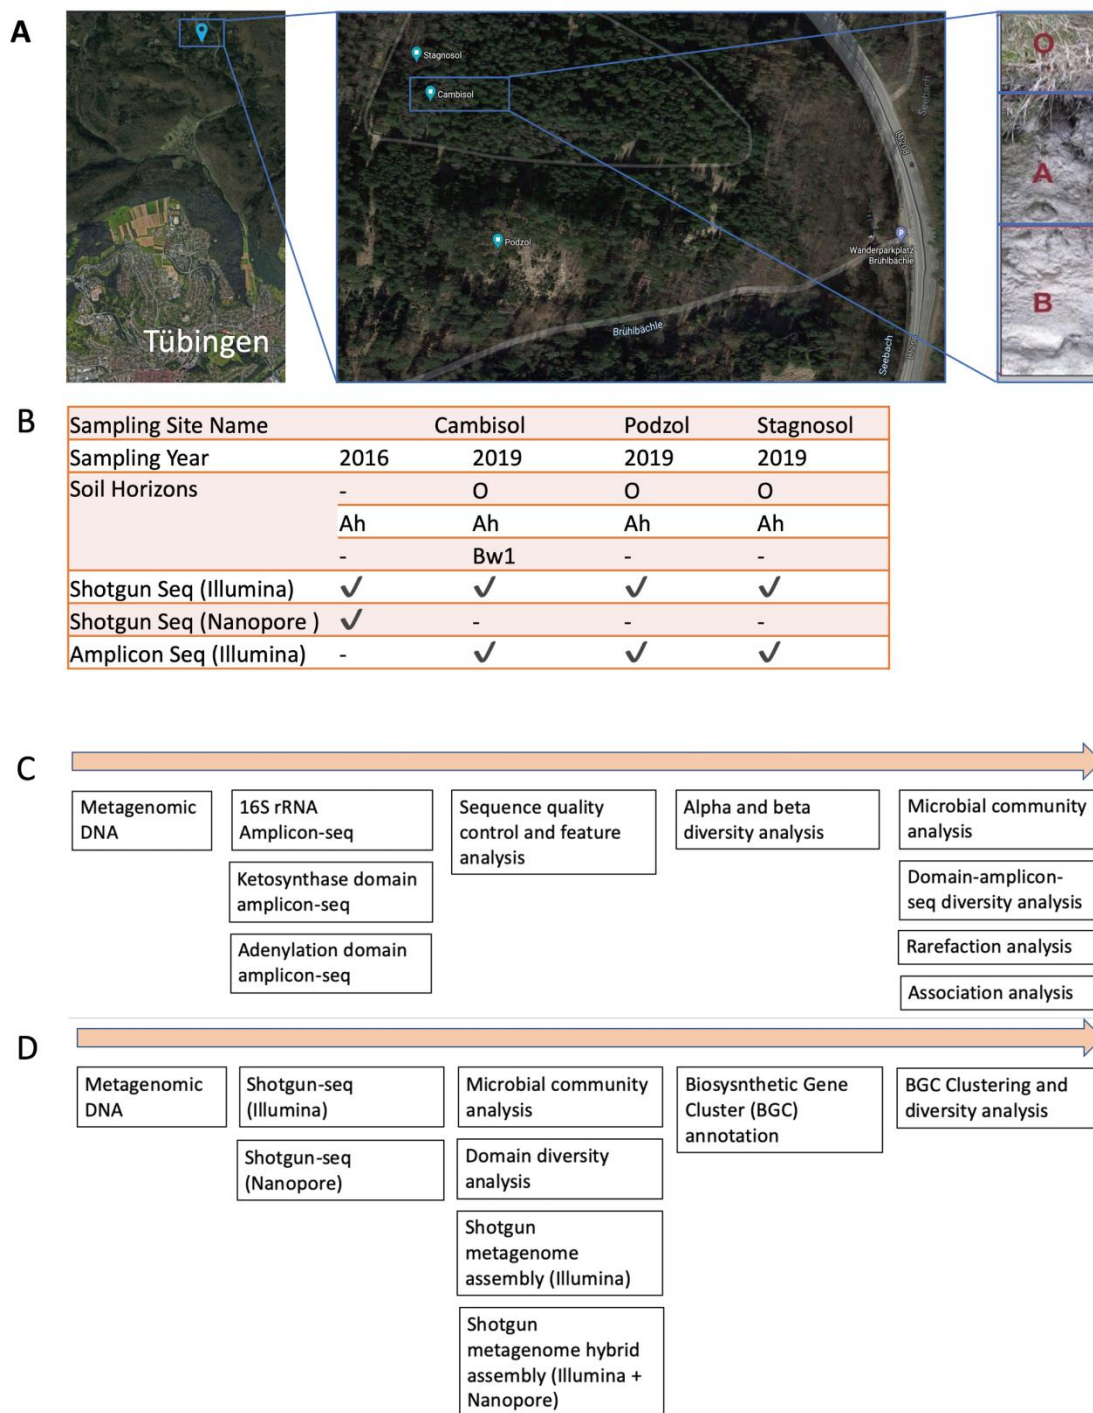 A
Tübingen
Stagnosol
Cambisol
Podzol
Wanderparkplatz
Brühlbächle
Brühlbächle
Seebach
Seebach
O
A
B
B
Sampling Site Name Cambisol Podzol Stagnosol
Sampling Year 2016 2019 2019 2019
Soil Horizons - O O O
Ah Ah Ah Ah
- Bw1 - -
Shotgun Seq (Illumina) ✓ ✓ ✓ ✓
Shotgun Seq (Nanopore ) ✓ - - -
Amplicon Seq (Illumina) - ✓ ✓ ✓
C
Metagenomic
DNA
16S rRNA
Amplicon-seq
Ketosynthase domain
amplicon-seq
Adenylation domain
amplicon-seq
Sequence quality
control and feature
analysis
Alpha and beta
diversity analysis
Microbial community
analysis
Domain-amplicon-
seq diversity analysis
Rarefaction analysis
Association analysis
D
Metagenomic
DNA
Shotgun-seq
(Illumina)
Shotgun-seq
(Nanopore)
Microbial community
analysis
Domain diversity
analysis
Shotgun
metagenome
assembly (Illumina)
Shotgun
metagenome hybrid
assembly (Illumina +
Nanopore)
Biosynthetic Gene
Cluster (BGC)
annotation
BGC Clustering and
diversity analysis